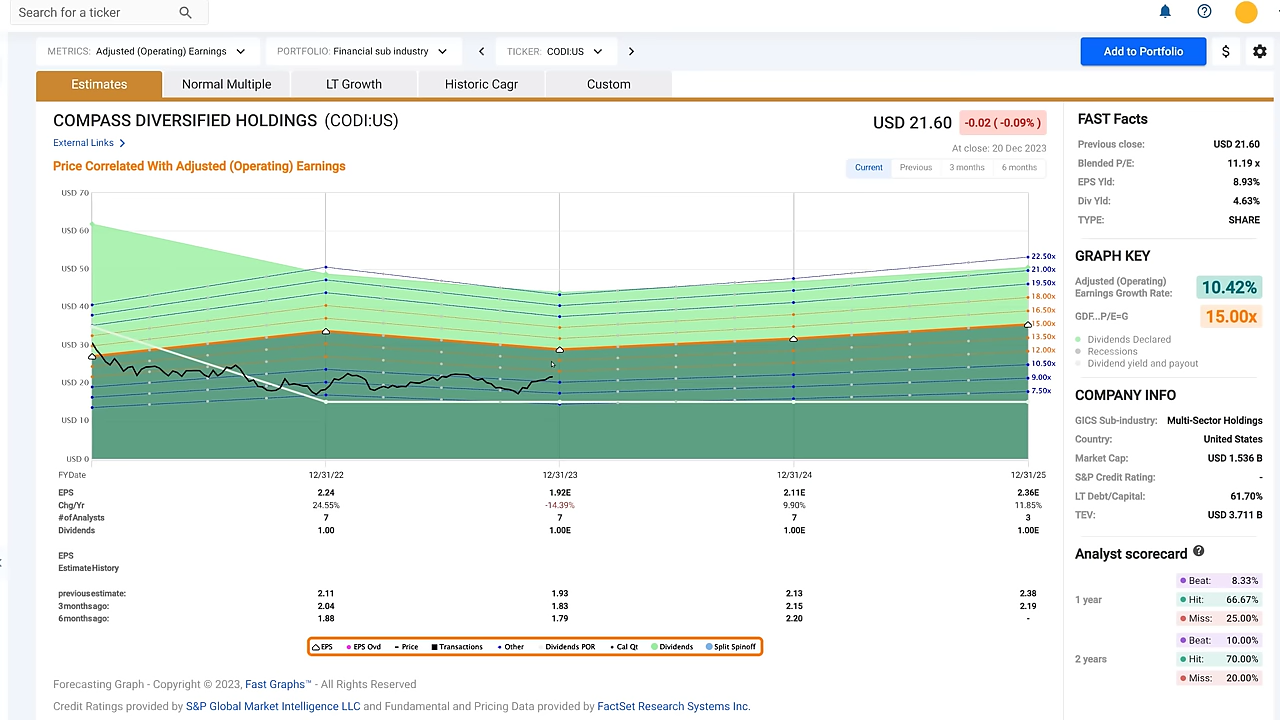 Search for a ticker
METRICS: Adjusted (Operating) Earnings PORTFOLIO: Financial sub industry TICKER: CODI:US Add to Portfolio $
Estimates Normal Multiple LT Growth Historic Cagr Custom
COMPASS DIVERSIFIED HOLDINGS (CODI:US)
USD 21.60 -0.02 ( -0.09% )
External Links
At close: 20 Dec 2023
Price Correlated With Adjusted (Operating) Earnings
Current Previous 3 months 6 months
USD 70
USD 60
USD 50
USD 40
USD 30
USD 20
USD 10
USD 0
22.50x
21.00x
19.50x
18.00x
16.50x
15.00x
13.50x
12.00x
10.50x
9.00x
7.50x
FYDate 12/31/22 12/31/23 12/31/24 12/31/25
EPS 2.24 1.92E 2.11E 2.36E
Chg/Yr 24.55% -14.39% 9.90% 11.85%
#ofAnalysts 7 7 7 3
Dividends 1.00 1.00E 1.00E 1.00E
EPS
EstimateHistory
previousestimate: 2.11 1.93 2.13 2.38
3monthsago: 2.04 1.83 2.15 2.19
6monthsago: 1.88 1.79 2.20 -
EPS EPS Ovd Price Transactions Other Dividends POR Cal Qt Dividends Split Spinoff
Forecasting Graph - Copyright © 2023, Fast Graphs™ - All Rights Reserved
Credit Ratings provided by S&P Global Market Intelligence LLC and Fundamental and Pricing Data provided by FactSet Research Systems Inc.
FAST Facts
Previous close: USD 21.60
Blended P/E: 11.19 x
EPS Yld: 8.93%
Div Yld: 4.63%
TYPE: SHARE
GRAPH KEY
Adjusted (Operating)
Earnings Growth Rate: 10.42%
GDF...P/E=G 15.00x
Dividends Declared
Recessions
Dividend yield and payout
COMPANY INFO
GICS Sub-industry: Multi-Sector Holdings
Country: United States
Market Cap: USD 1.536 B
S&P Credit Rating: -
LT Debt/Capital: 61.70%
TEV: USD 3.711 B
Analyst scorecard ?
Beat: 8.33%
1 year Hit: 66.67%
Miss: 25.00%
Beat: 10.00%
2 years Hit: 70.00%
Miss: 20.00%